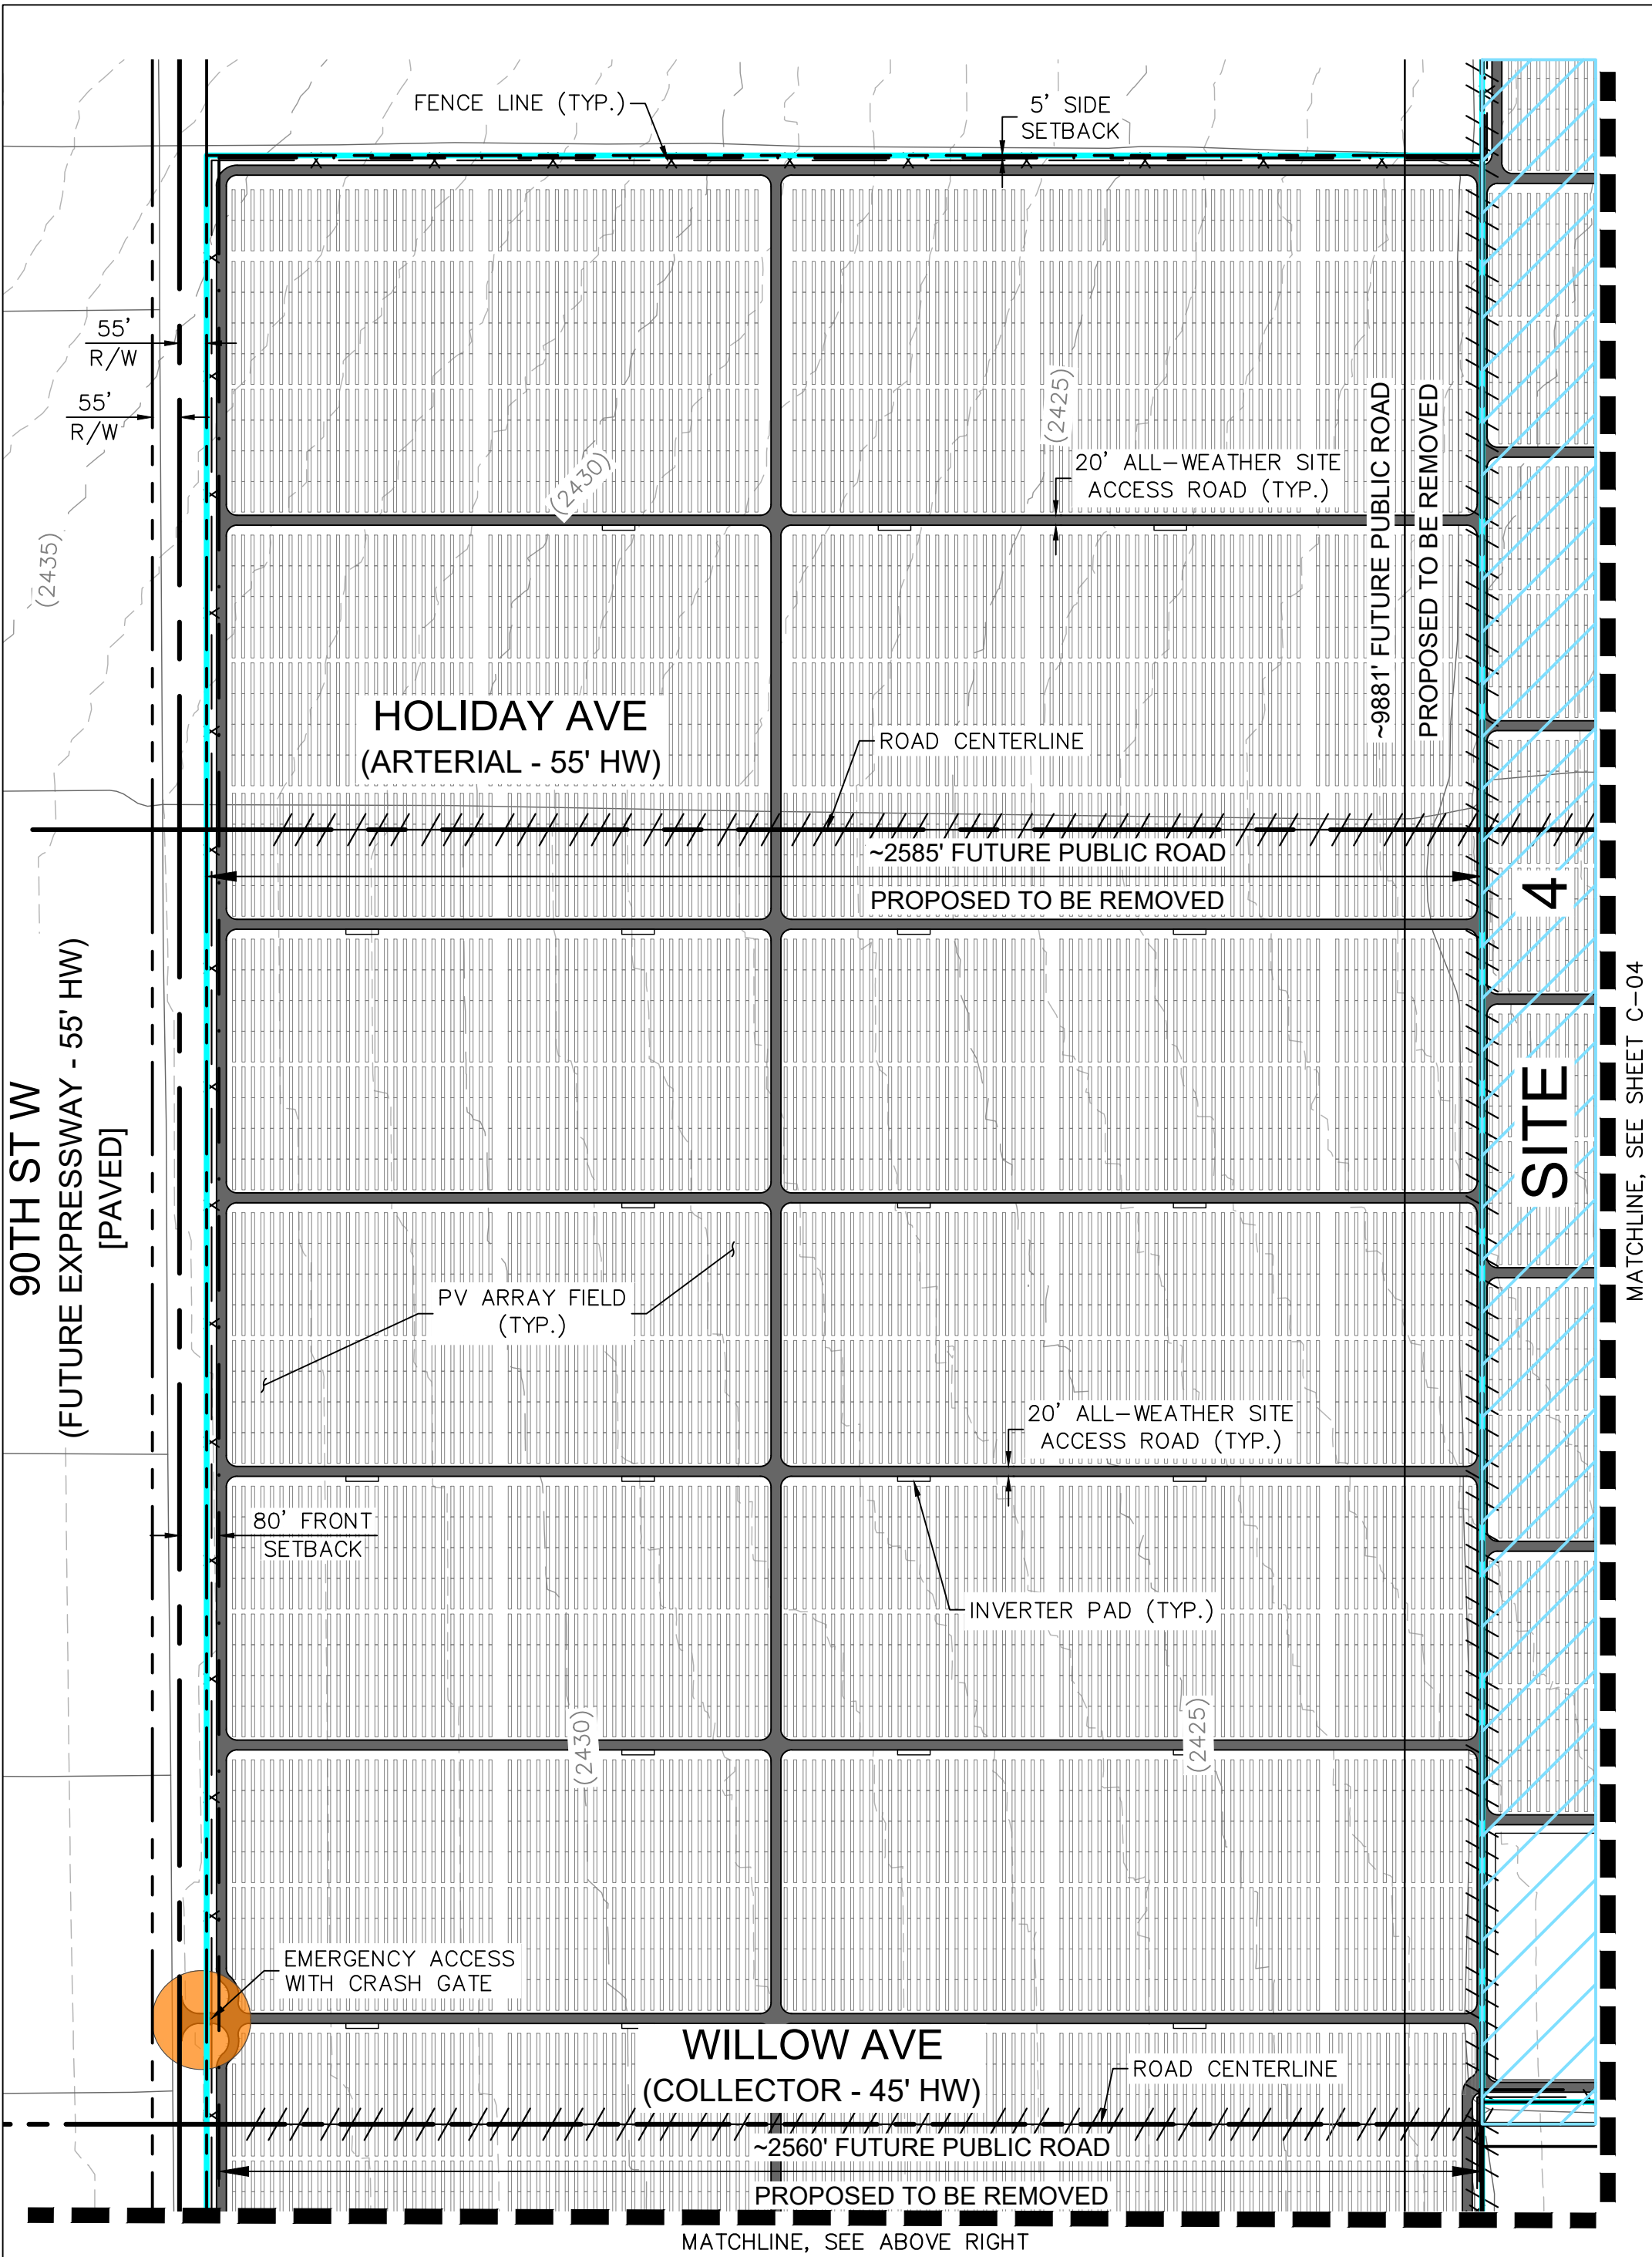 FENCE LINE (TYP.)
5' SIDE
SETBACK
55'
R/W
55'
R/W
(2425)
20' ALL-WEATHER SITE
ACCESS ROAD (TYP.)
(2430)
(2435)
~9881' FUTURE PUBLIC ROAD
PROPOSED TO BE REMOVED
HOLIDAY AVE
(ARTERIAL - 55' HW)
ROAD CENTERLINE
~2585' FUTURE PUBLIC ROAD
PROPOSED TO BE REMOVED
SITE 4
MATCHLINE, SEE SHEET C-04
90TH ST W
(FUTURE EXPRESSWAY - 55' HW)
[PAVED]
PV ARRAY FIELD
(TYP.)
20' ALL-WEATHER SITE
ACCESS ROAD (TYP.)
80' FRONT
SETBACK
INVERTER PAD (TYP.)
(2430)
(2425)
EMERGENCY ACCESS
WITH CRASH GATE
WILLOW AVE
(COLLECTOR - 45' HW)
ROAD CENTERLINE
~2560' FUTURE PUBLIC ROAD
PROPOSED TO BE REMOVED
MATCHLINE, SEE ABOVE RIGHT